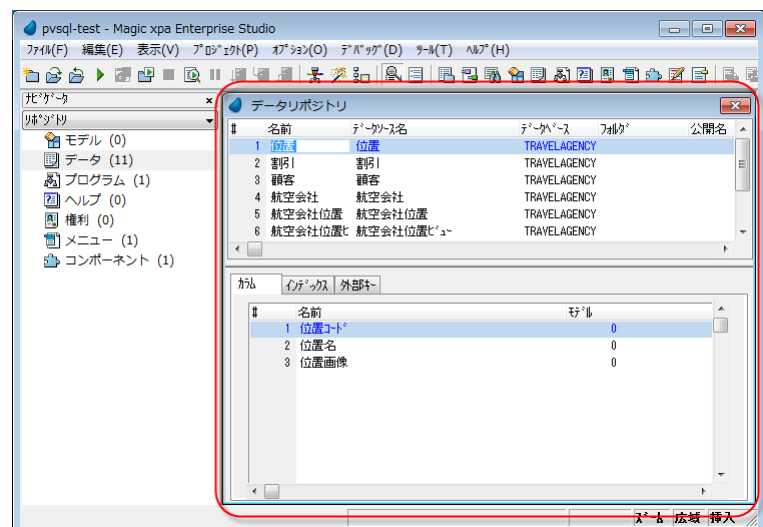 pvsql-test - Magic xpa Enterprise Studio
ﾌｧｲﾙ(F) 編集(E) 表示(V) ﾌﾟﾛｼﾞｪｸﾄ(P) ｵﾌﾟｼｮﾝ(O) ﾃﾞﾊﾞｯｸﾞ(D) ﾂｰﾙ(T) ﾍﾙﾌﾟ(H)
ﾅﾋﾞｹﾞｰﾀ
ﾘﾎﾟｼﾞﾄﾘ
モデル (0)
データ (11)
プログラム (1)
ヘルプ (0)
権利 (0)
メニュー (1)
コンポーネント (1)
データリポジトリ
# 名前 ﾃﾞｰﾀｿｰｽ名 ﾃﾞｰﾀﾍﾞｰｽ ﾌｫﾙﾀﾞ 公開名
1 位置 位置 TRAVELAGENCY
2 割引 割引 TRAVELAGENCY
3 顧客 顧客 TRAVELAGENCY
4 航空会社 航空会社 TRAVELAGENCY
5 航空会社位置 航空会社位置 TRAVELAGENCY
6 航空会社位置ﾋ 航空会社位置ﾋﾞｭｰ TRAVELAGENCY
ｶﾗﾑ ｲﾝﾃﾞｯｸｽ 外部ｷｰ
# 名前 ﾓﾃﾞﾙ
1 位置ｺｰﾄﾞ 0
2 位置名 0
3 位置画像 0
ｽﾞｰﾑ 広域 挿入